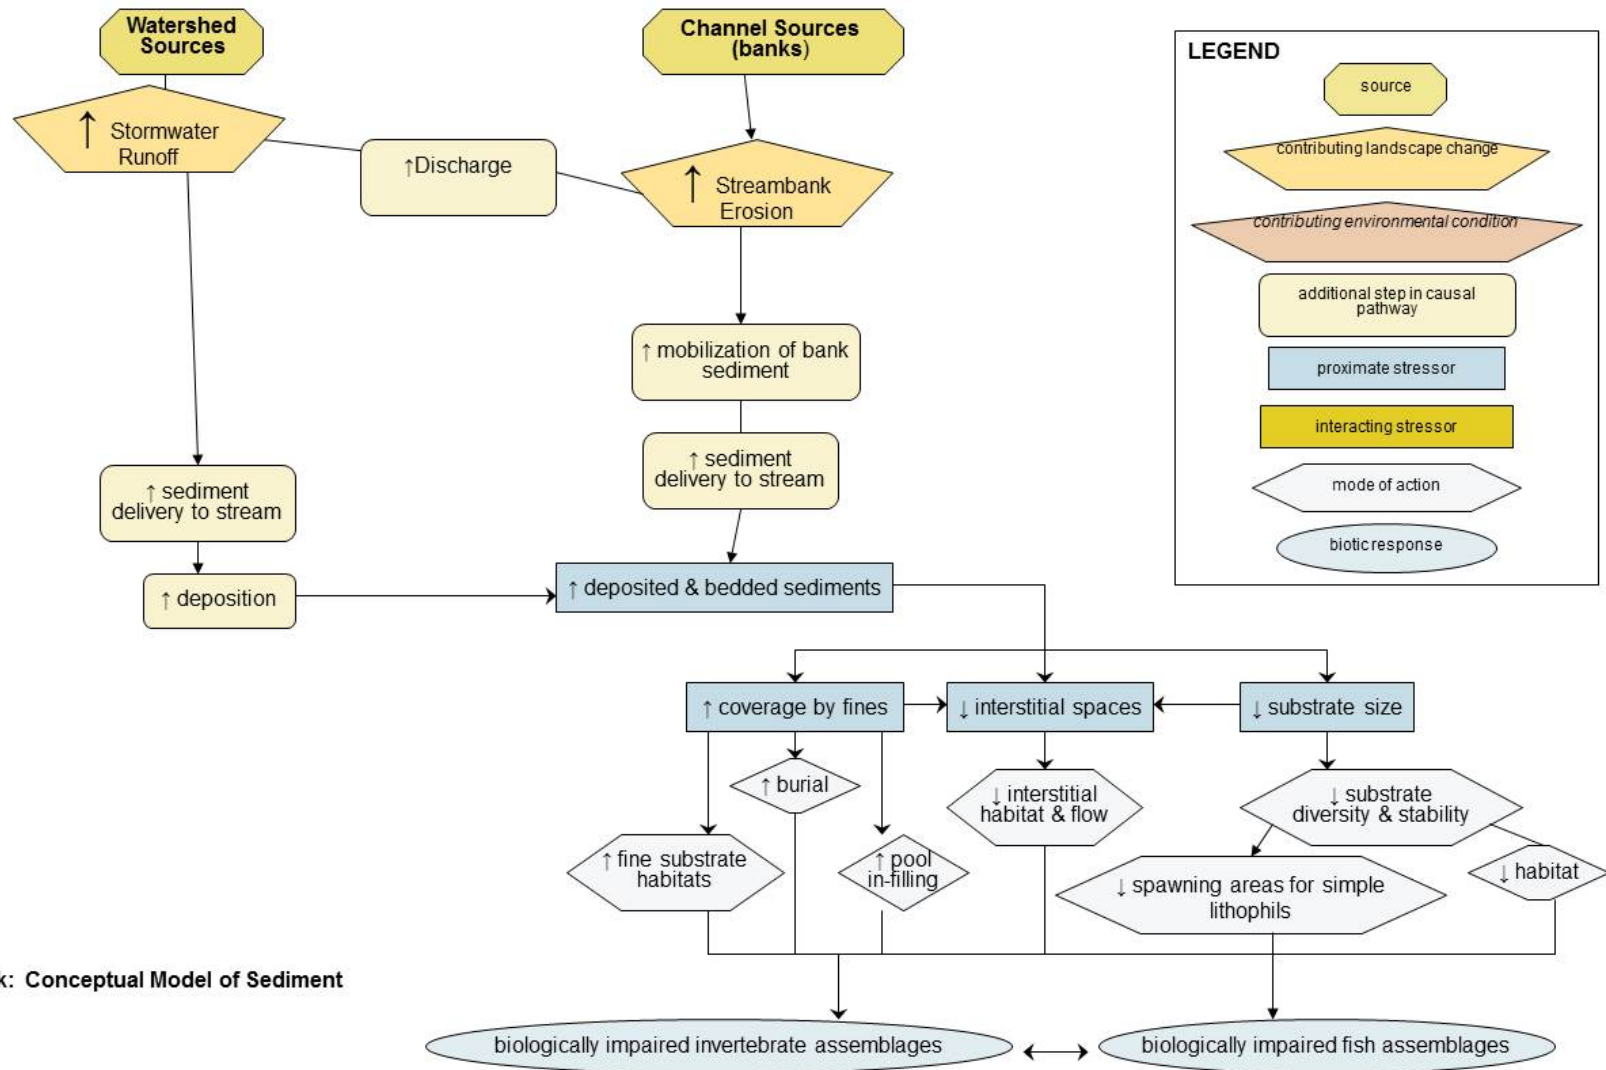 Watershed
Sources
Channel Sources
(banks)
LEGEND
source
contributing landscape change
contributing environmental condition
additional step in causal
pathway
proximate stressor
interacting stressor
mode of action
biotic response
↑ Stormwater
Runoff
↑Discharge
↑ Streambank
Erosion
↑ mobilization of bank
sediment
↑ sediment
delivery to stream
↑ sediment
delivery to stream
↑ deposition
↑ deposited & bedded sediments
↑ coverage by fines
↓ interstitial spaces
↓ substrate size
↑ burial
↓ interstitial
habitat & flow
↓ substrate
diversity & stability
↑ fine substrate
habitats
↑ pool
in-filling
↓ spawning areas for simple
lithophils
↓ habitat
k: Conceptual Model of Sediment
biologically impaired invertebrate assemblages
biologically impaired fish assemblages